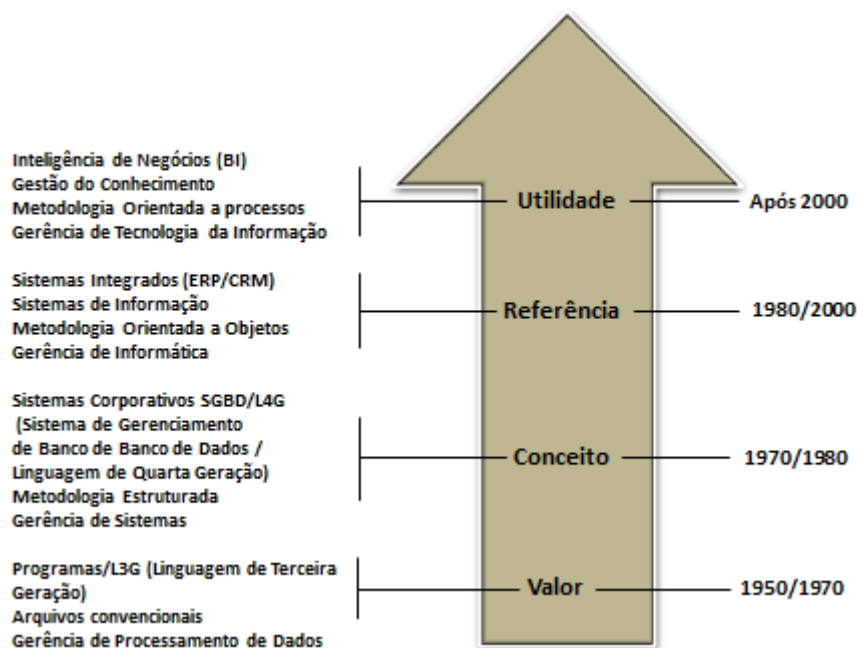 Inteligência de Negócios (BI)
Gestão do Conhecimento
Metodologia Orientada a processos
Gerência de Tecnologia da Informação
Utilidade
Após 2000
Sistemas Integrados (ERP/CRM)
Sistemas de Informação
Metodologia Orientada a Objetos
Gerência de Informática
Referência
1980/2000
Sistemas Corporativos SGBD/L4G
(Sistema de Gerenciamento
de Banco de Banco de Dados /
Linguagem de Quarta Geração)
Metodologia Estruturada
Gerência de Sistemas
Conceito
1970/1980
Programas/L3G (Linguagem de Terceira
Geração)
Arquivos convencionais
Gerência de Processamento de Dados
Valor
1950/1970